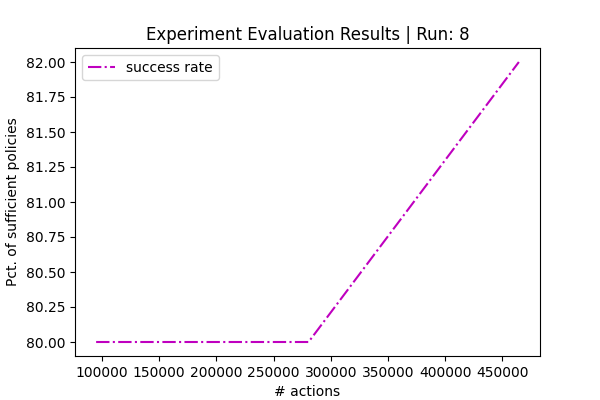 Experiment Evaluation Results | Run: 8
success rate
Pct. of sufficient policies
82.00
81.75
81.50
81.25
81.00
80.75
80.50
80.25
80.00
100000 150000 200000 250000 300000 350000 400000 450000
# actions